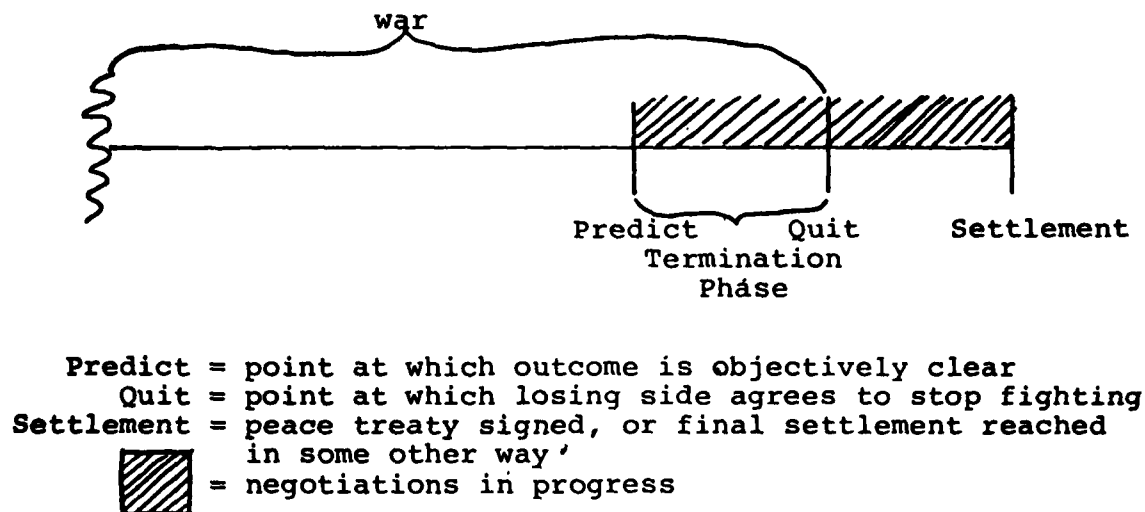 war
Predict Quit Settlement
Termination
Pháse
Predict = point at which outcome is objectively clear
Quit = point at which losing side agrees to stop fighting
Settlement = peace treaty signed, or final settlement reached
in some other way
= negotiations in progress